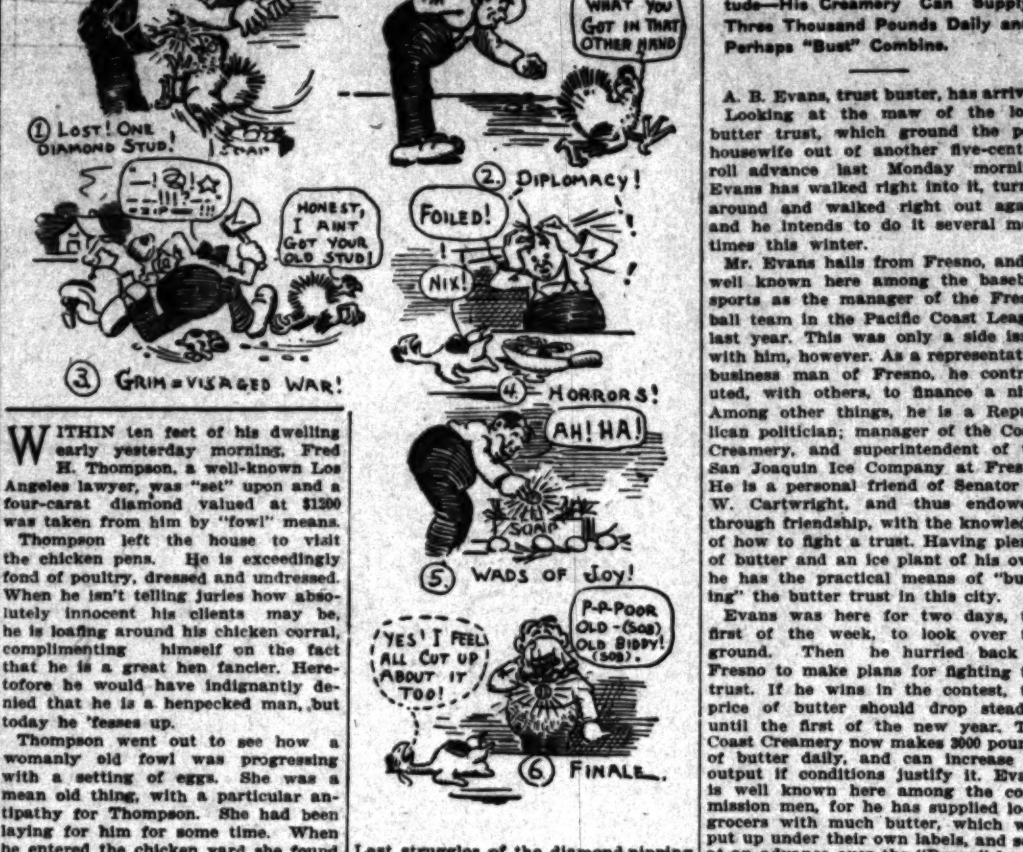 WHAT YOU
GOT IN THAT
OTHER HAND
① LOST! ONE
DIAMOND STUD!
SNAP
2. DIPLOMACY!
HONEST,
I AINT
GOT YOUR
OLD STUD!
3. GRIM=VISAGED WAR!
FOILED!
NIX!
4. HORRORS!
AH! HA!
SOAP
5. WADS OF JOY!
P-P-POOR
OLD-(SOB)
OLD BIDDY!
(SOB).
YES! I FEEL
ALL CUT UP
ABOUT IT
TOO!
6. FINALE.
WITHIN ten feet of his dwelling
early yesterday morning, Fred
H. Thompson, a well-known Los
Angeles lawyer, was "set" upon and a
four-carat diamond valued at $1200
was taken from him by "fowl" means.
Thompson left the house to visit
the chicken pens. He is exceedingly
fond of poultry, dressed and undressed.
When he isn't telling juries how abso-
lutely innocent his clients may be,
he is loafing around his chicken corral,
complimenting himself on the fact
that he is a great hen fancier. Here-
tofore he would have indignantly de-
nied that he is a henpecked man, but
today he 'fesses up.
Thompson went out to see how a
womanly old fowl was progressing
with a setting of eggs. She was a
mean old thing, with a particular an-
tipathy for Thompson. She had been
laying for him for some time. When
he entered the chicken yard she found
Last struggles of the diamond-nipping
tude—His Creamery Can Supply
Three Thousand Pounds Daily and
Perhaps "Bust" Combine.
A. B. Evans, trust buster, has arriv
Looking at the maw of the lo
butter trust, which ground the p
housewife out of another five-cent
roll advance last Monday morni
Evans has walked right into it, turn
around and walked right out aga
and he intends to do it several mo
times this winter.
Mr. Evans hails from Fresno, and
well known here among the baseb
sports as the manager of the Fres
ball team in the Pacific Coast Leag
last year. This was only a side iss
with him, however. As a representat
business man of Fresno, he contr
uted, with others, to finance a ni
Among other things, he is a Repu
lican politician; manager of the Co
Creamery, and superintendent of
San Joaquin Ice Company at Fres
He is a personal friend of Senator
W. Cartwright, and thus endowe
through friendship, with the knowled
of how to fight a trust. Having plen
of butter and an ice plant of his ow
he has the practical means of "bu
ing" the butter trust in this city.
Evans was here for two days,
first of the week, to look over
ground. Then he hurried back
Fresno to make plans for fighting
trust. If he wins in the contest,
price of butter should drop stead
until the first of the new year. T
Coast Creamery now makes 3000 poun
of butter daily, and can increase
output if conditions justify it. Eva
is well known here among the co
mission men, for he has supplied lo
grocers with much butter, which w
put up under their own labels, and s